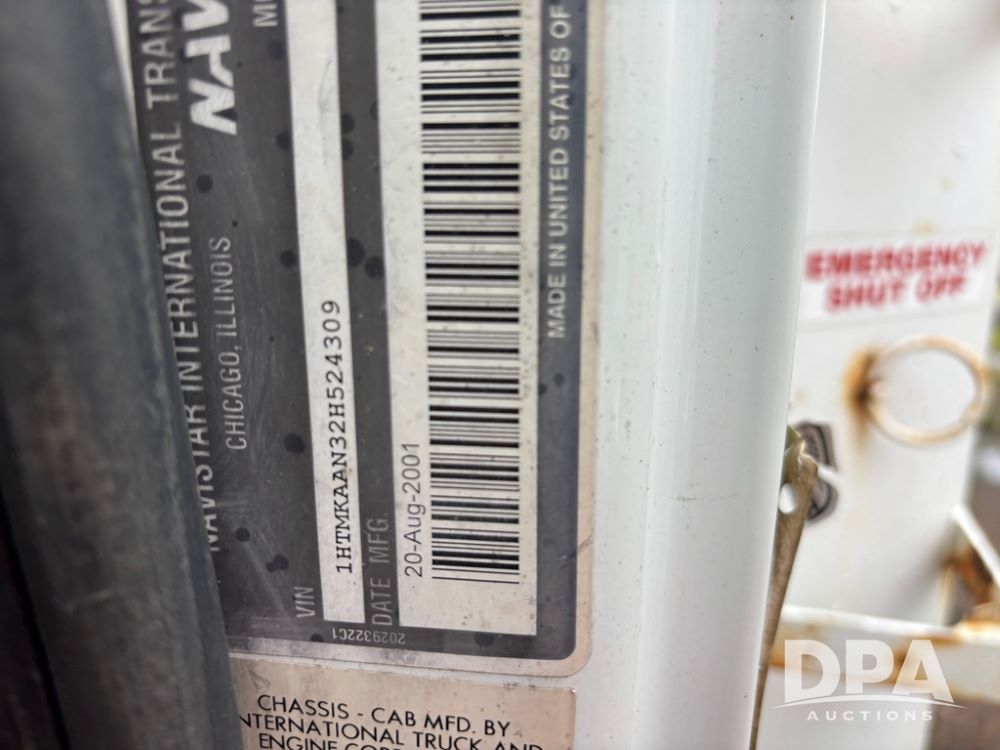 NAVISTAR INTERNATIONAL
CHICAGO, ILLINOIS
VIN
1HTMKAAN32H524309
DATE MFG.
20-Aug-2001
MADE IN UNITED STATES OF
2029322C1
CHASSIS - CAB MFD. BY
INTERNATIONAL TRUCK AND
EMERGENCY
SHUT OFF
DPA
AUCTIONS